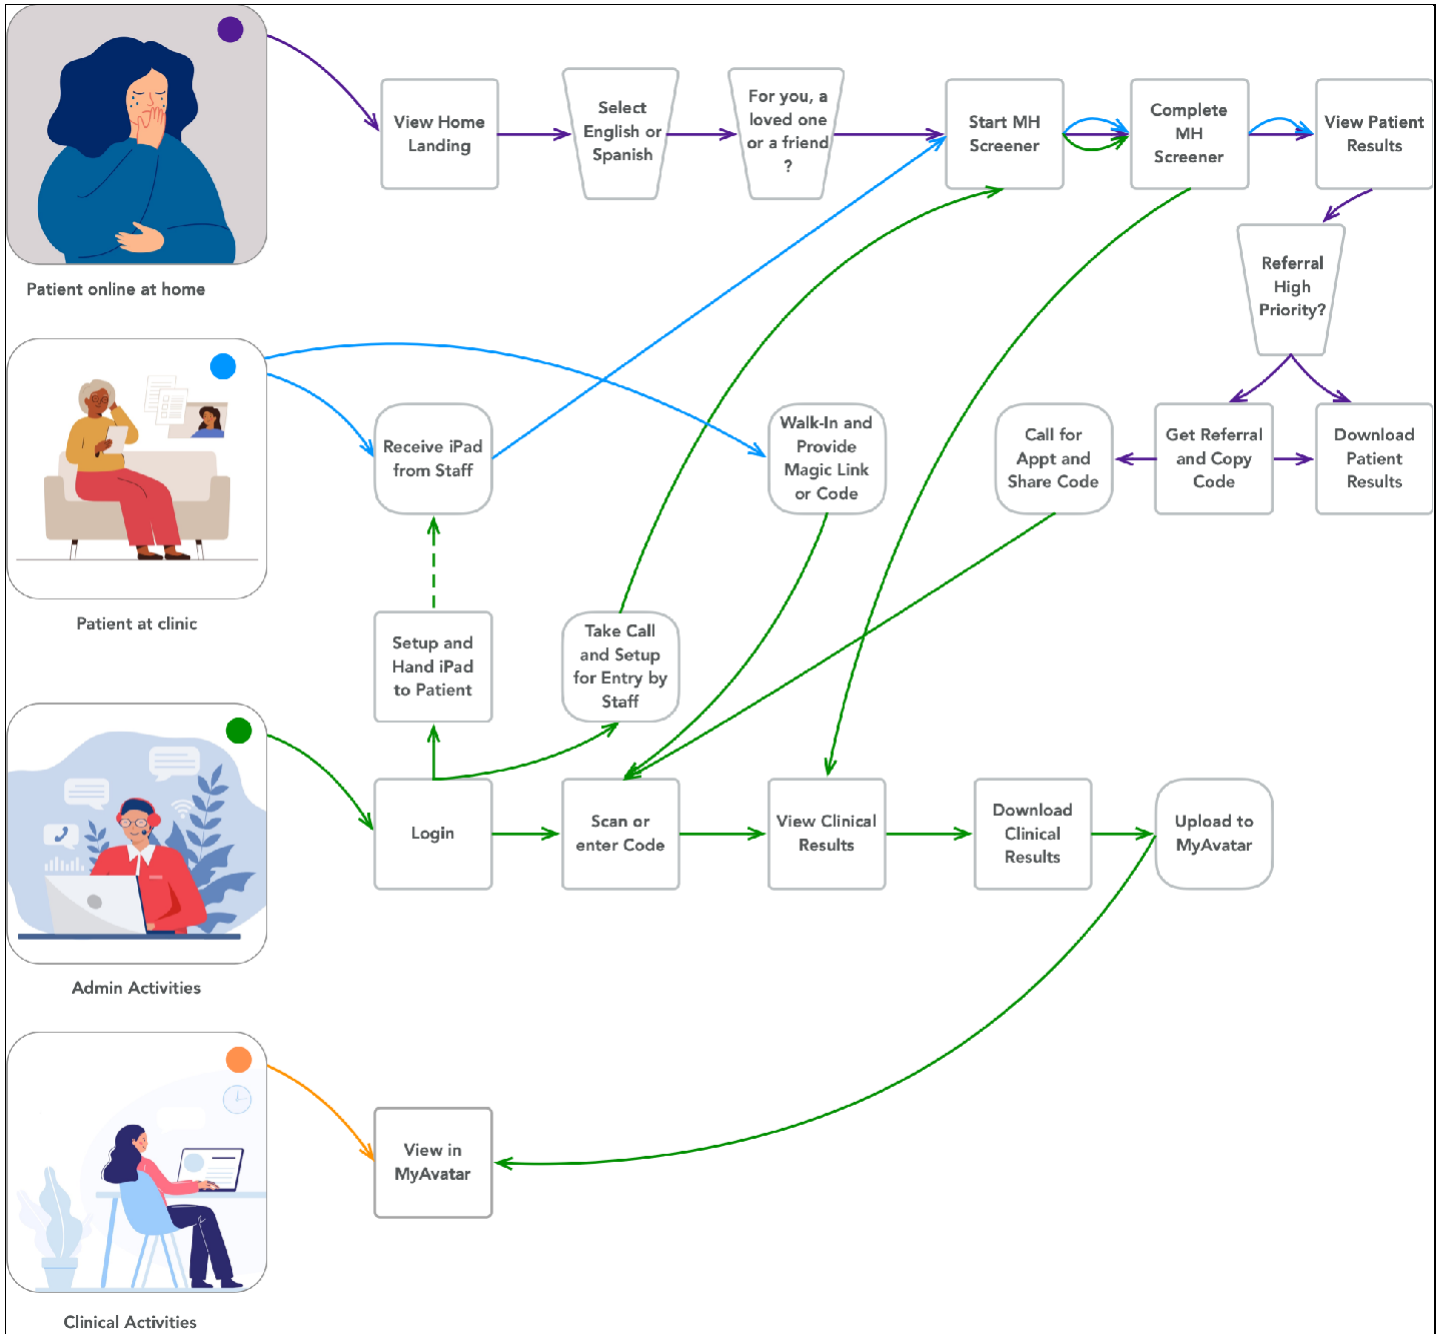 View Home
Landing
Select
English or
Spanish
For you, a
loved one
or a friend
?
Start MH
Screener
Complete
MH
Screener
View Patient
Results
Patient online at home
Referral
High
Priority?
Receive iPad
from Staff
Walk-In and
Provide
Magic Link
or Code
Call for
Appt and
Share Code
Get Referral
and Copy
Code
Download
Patient
Results
Patient at clinic
Setup and
Hand iPad
to Patient
Take Call
and Setup
for Entry by
Staff
Login
Scan or
enter Code
View Clinical
Results
Download
Clinical
Results
Upload to
MyAvatar
Admin Activities
View in
MyAvatar
Clinical Activities